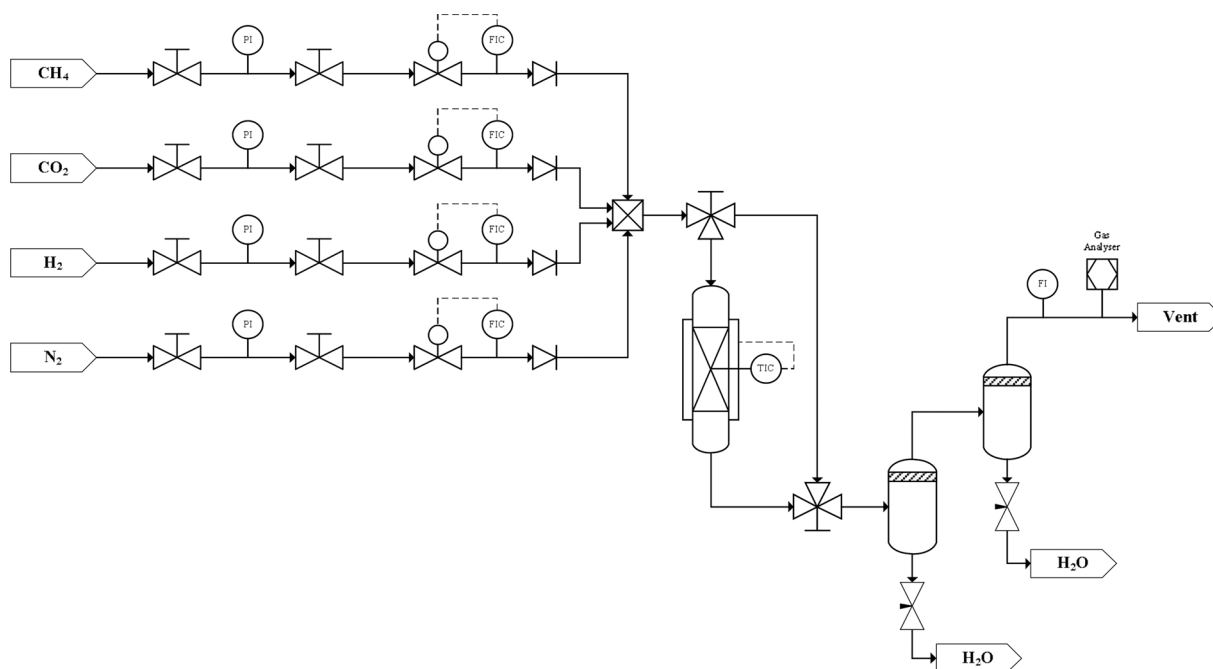 PI
FIC
CH₄
PI
FIC
CO₂
PI
FIC
H₂
PI
FIC
N₂
Gas
Analyser
FI
Vent
TIC
H₂O
H₂O